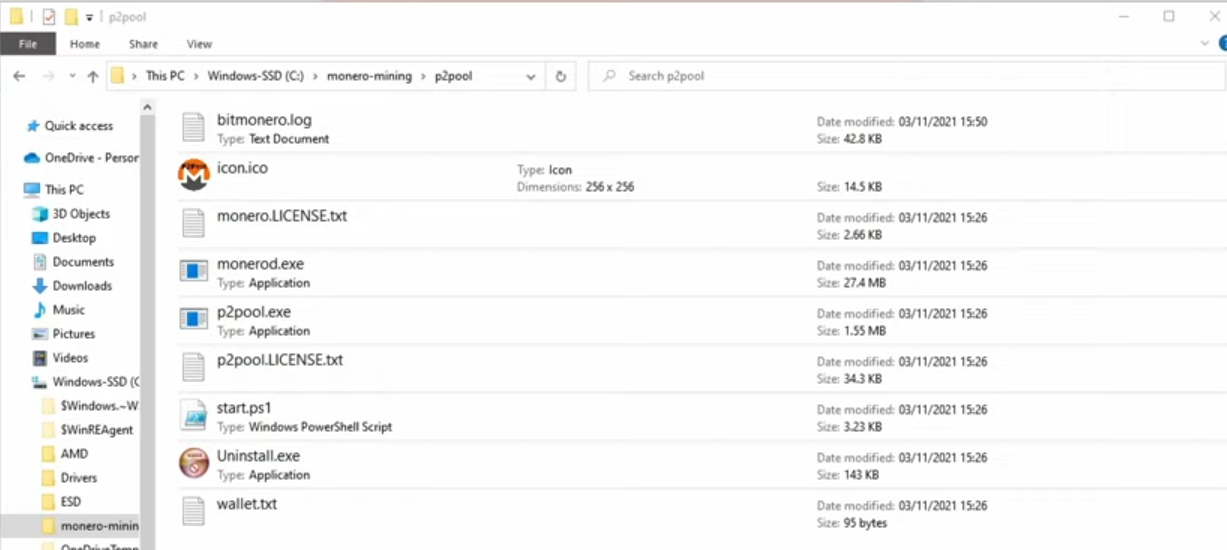 p2pool
File Home Share View
This PC > Windows-SSD (C:) > monero-mining > p2pool Search p2pool
Quick access
OneDrive - Person
This PC
3D Objects
Desktop
Documents
Downloads
Music
Pictures
Videos
Windows-SSD (C
$Windows.~W
$WinREAgent
AMD
Drivers
ESD
monero-minin
OneDriveTemp
bitmonero.log
Type: Text Document
Date modified: 03/11/2021 15:50
Size: 42.8 KB
icon.ico
Type: Icon
Dimensions: 256 x 256
Size: 14.5 KB
monero.LICENSE.txt
Date modified: 03/11/2021 15:26
Size: 2.66 KB
monerod.exe
Type: Application
Date modified: 03/11/2021 15:26
Size: 27.4 MB
p2pool.exe
Type: Application
Date modified: 03/11/2021 15:26
Size: 1.55 MB
p2pool.LICENSE.txt
Date modified: 03/11/2021 15:26
Size: 34.3 KB
start.ps1
Type: Windows PowerShell Script
Date modified: 03/11/2021 15:26
Size: 3.23 KB
Uninstall.exe
Type: Application
Date modified: 03/11/2021 15:26
Size: 143 KB
wallet.txt
Date modified: 03/11/2021 15:26
Size: 95 bytes